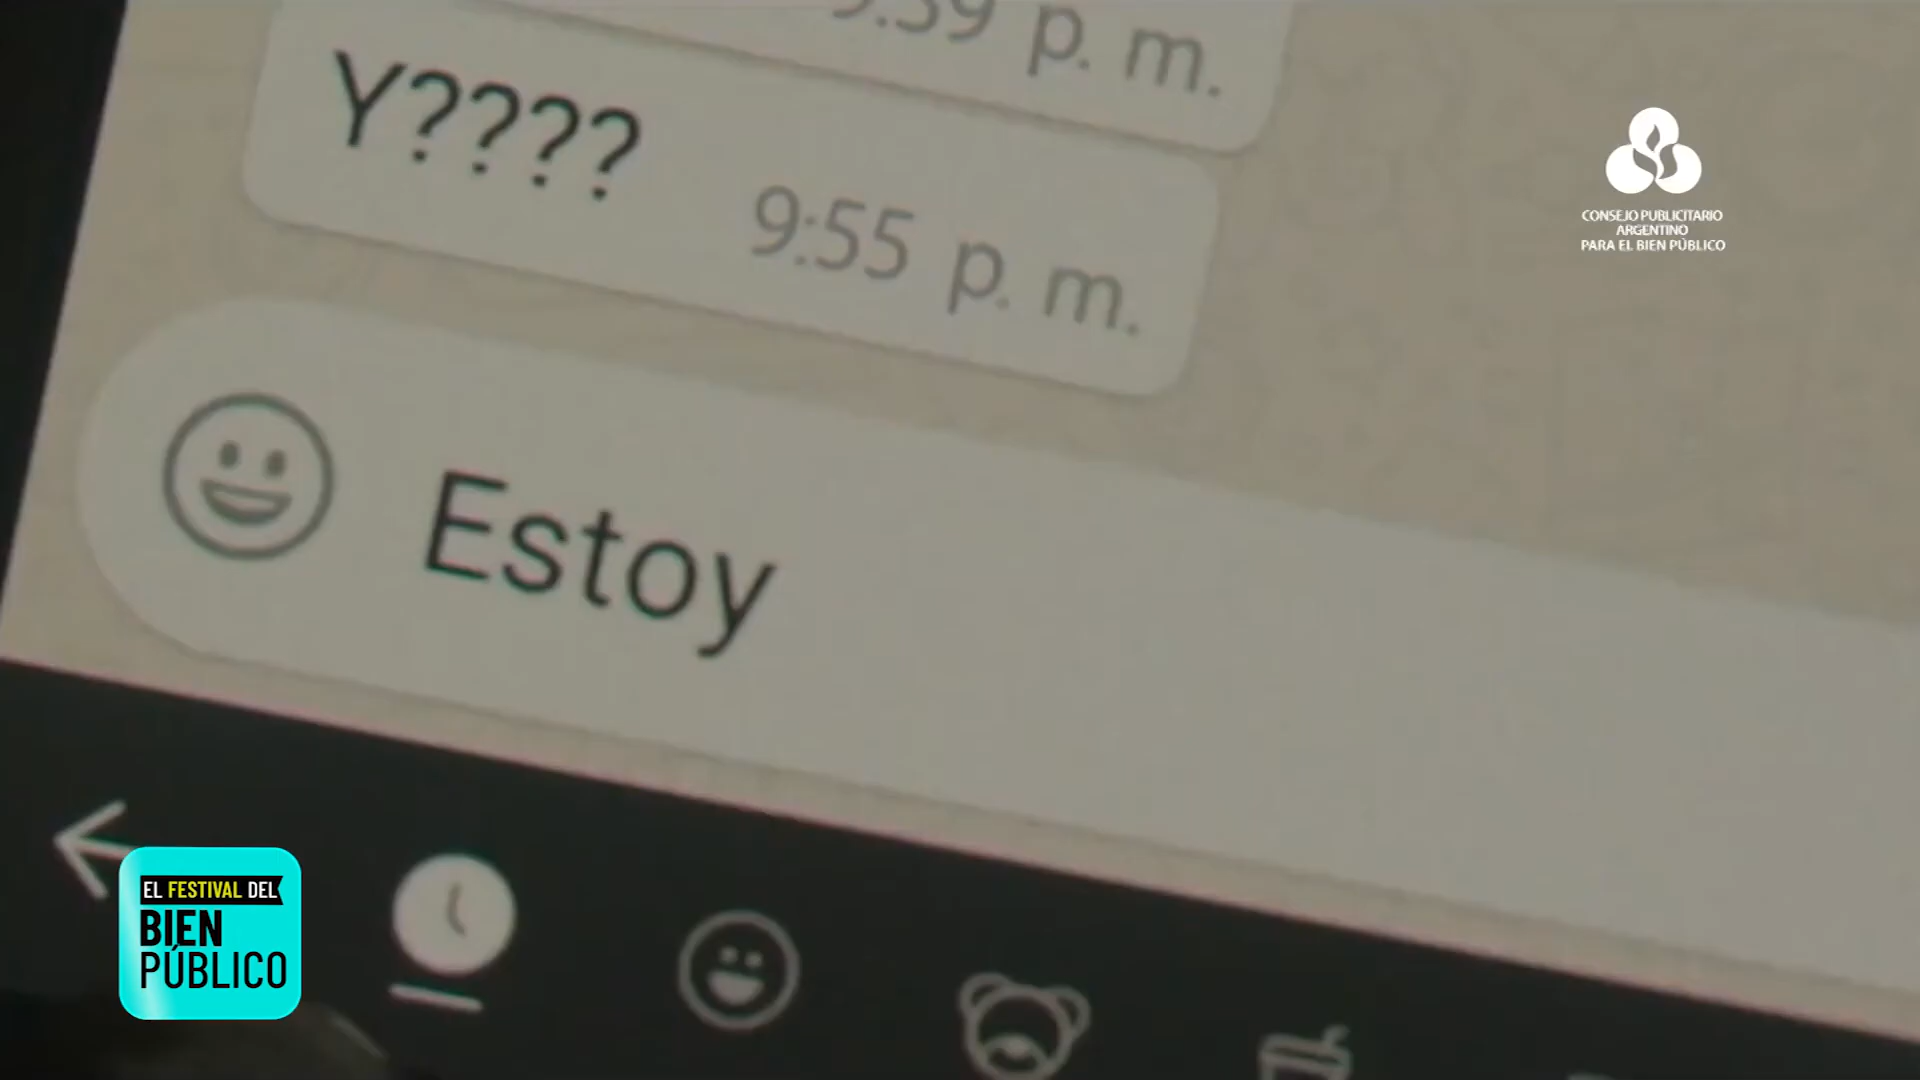 p. m.
Y????
9:55 p. m.
Estoy
CONSEJO PUBLICITARIO
ARGENTINO
PARA EL BIEN PÚBLICO
EL FESTIVAL DEL
BIEN
PÚBLICO